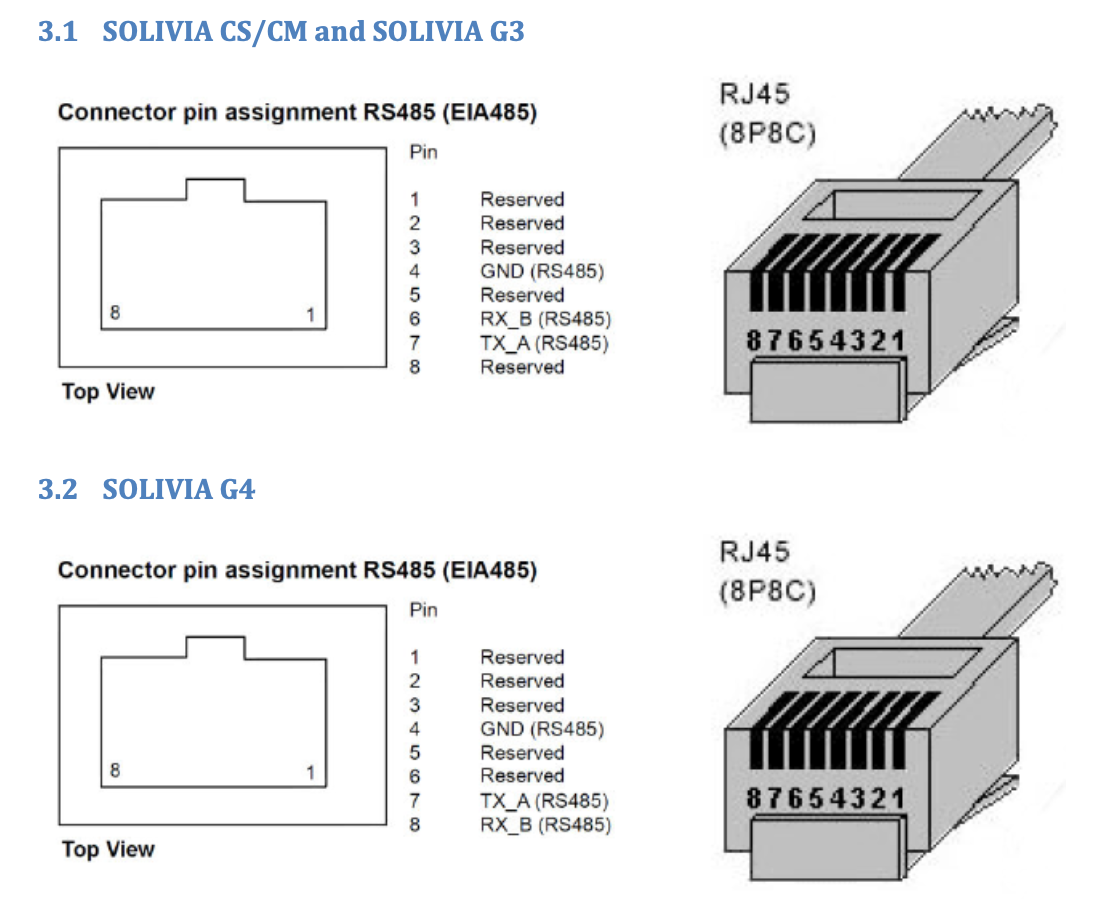 3.1 SOLIVIA CS/CM and SOLIVIA G3
Connector pin assignment RS485 (EIA485)
Pin
1 Reserved
2 Reserved
3 Reserved
4 GND (RS485)
5 Reserved
6 RX_B (RS485)
7 TX_A (RS485)
8 Reserved
8 1
Top View
RJ45
(8P8C)
87654321
3.2 SOLIVIA G4
Connector pin assignment RS485 (EIA485)
Pin
1 Reserved
2 Reserved
3 Reserved
4 GND (RS485)
5 Reserved
6 Reserved
7 TX_A (RS485)
8 RX_B (RS485)
8 1
Top View
RJ45
(8P8C)
87654321